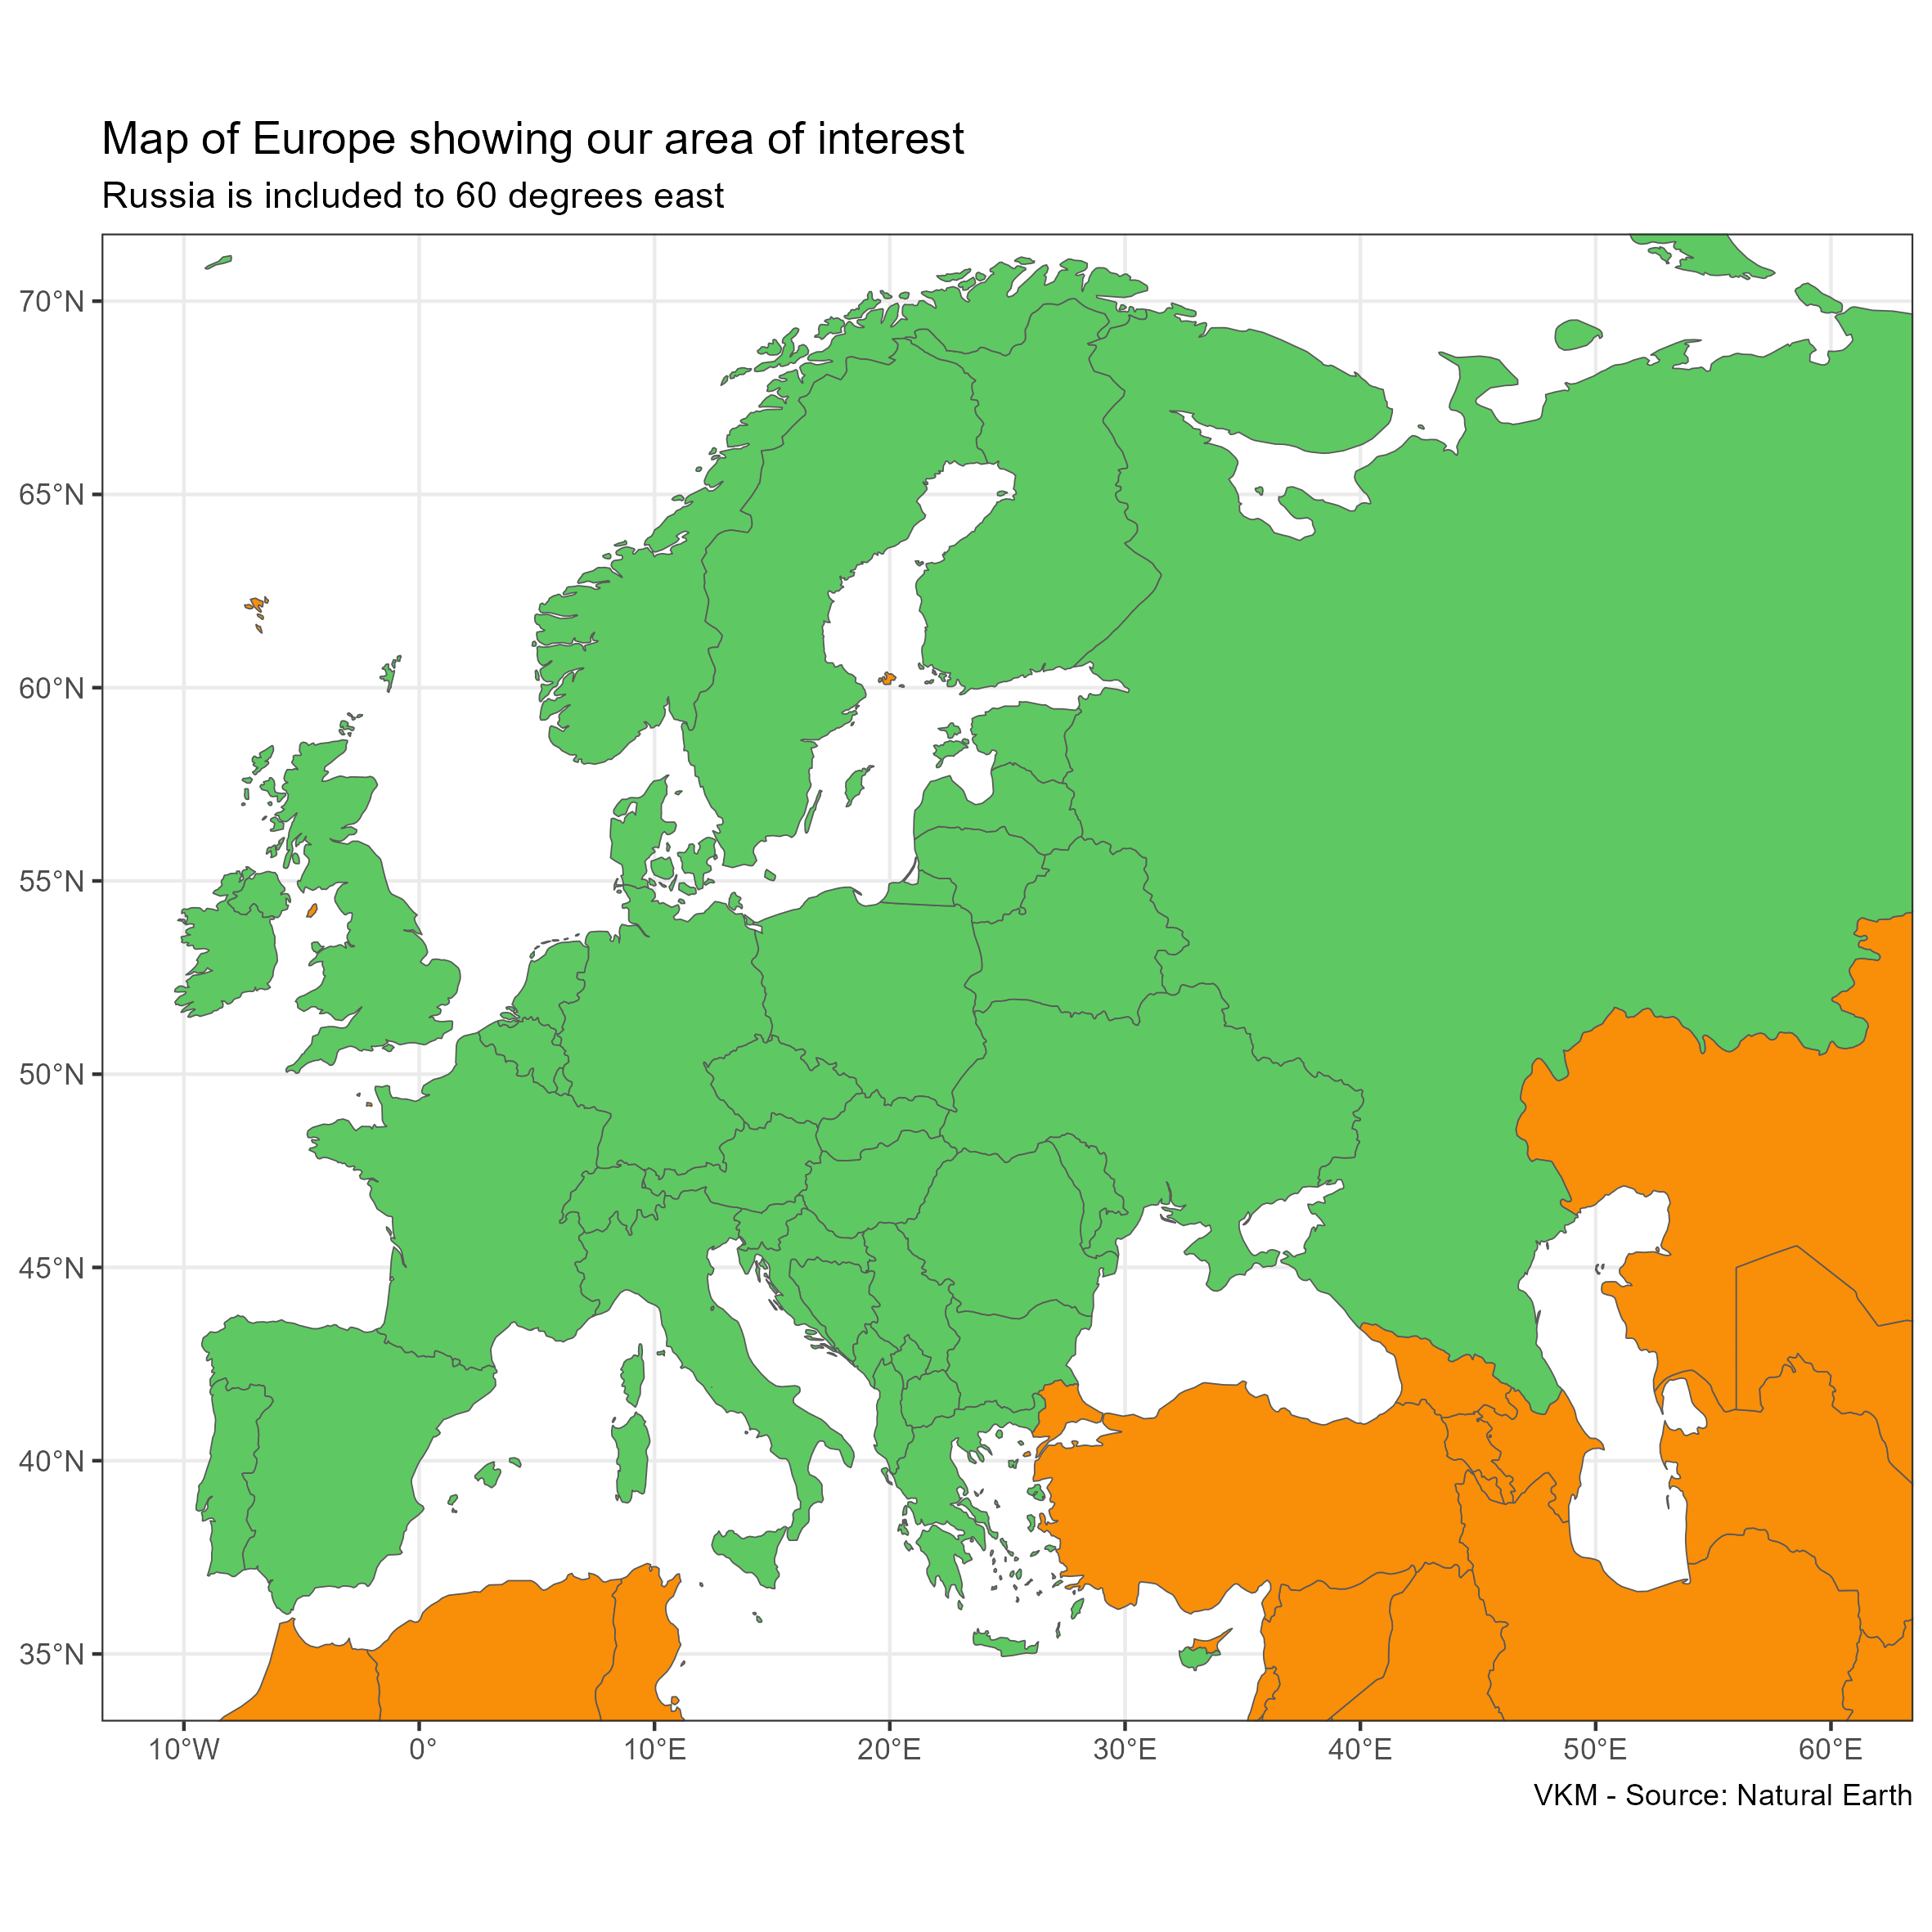 Map of Europe showing our area of interest
Russia is included to 60 degrees east
70°N
65°N
60°N
55°N
50°N
45°N
40°N
35°N
10°W 0° 10°E 20°E 30°E 40°E 50°E 60°E
VKM - Source: Natural Earth